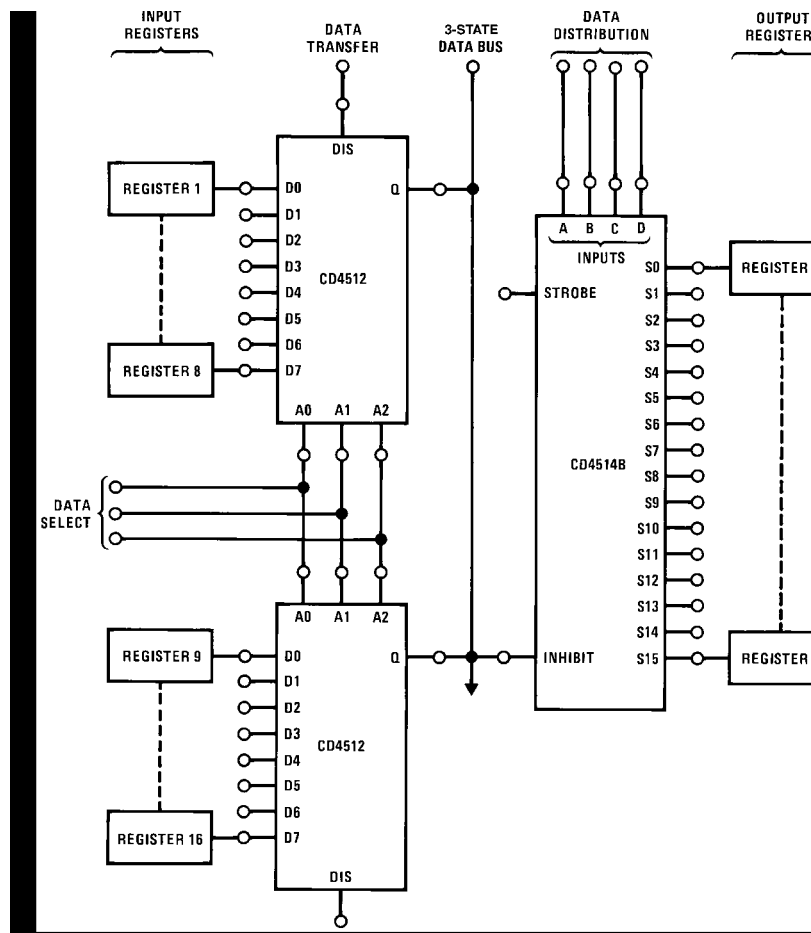 INPUT
REGISTERS
DATA
TRANSFER
3-STATE
DATA BUS
DATA
DISTRIBUTION
OUTPUT
REGISTER
DIS
REGISTER 1
D0
Q
D1
D2
D3
CD4512
D4
D5
D6
REGISTER 8
D7
A0 A1 A2
A B C D
INPUTS
S0
REGISTER
STROBE
S1
S2
S3
S4
S5
S6
S7
CD4514B
S8
S9
S10
S11
S12
S13
S14
INHIBIT
S15
REGISTER
DATA
SELECT
A0 A1 A2
REGISTER 9
D0
Q
D1
D2
D3
CD4512
D4
D5
D6
REGISTER 16
D7
DIS